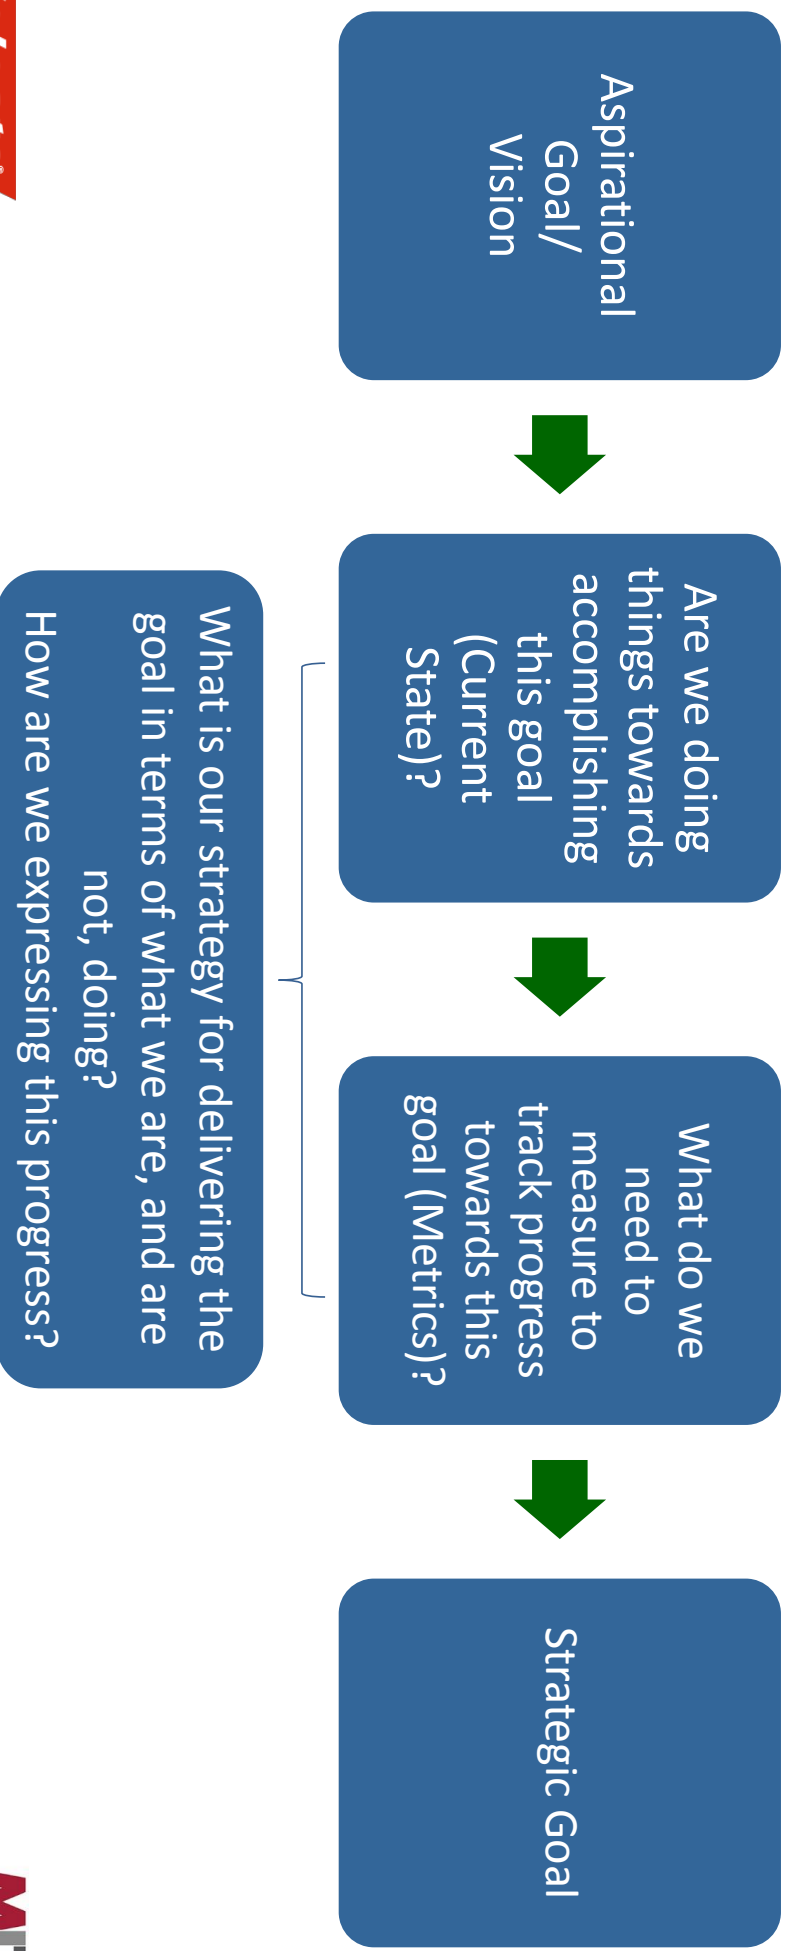 Aspirational
Goal/
Vision
Are we doing
things towards
accomplishing
this goal
(Current
State)?
What do we
need to
measure to
track progress
towards this
goal (Metrics)?
Strategic Goal
What is our strategy for delivering the
goal in terms of what we are, and are
not, doing?
How are we expressing this progress?